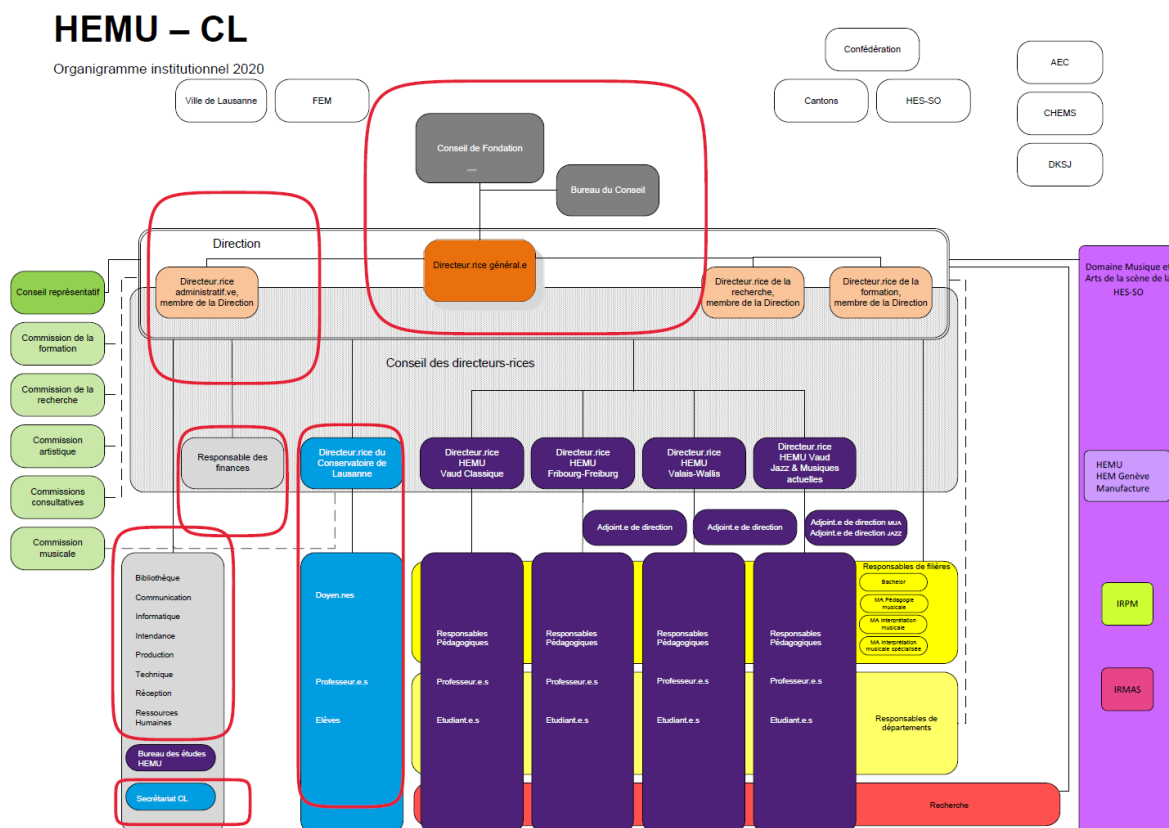 HEMU – CL
Organigramme institutionnel 2020
Ville de Lausanne
FEM
Confédération
Cantons
HES-SO
AEC
CHEMS
DKSJ
Conseil de Fondation
Bureau du Conseil
Direction
Directeur.rice général.e
Directeur.rice
administratif.ve,
membre de la Direction
Directeur.rice de la
recherche,
membre de la Direction
Directeur.rice de la
formation,
membre de la Direction
Domaine Musique et
Arts de la scène de la
HES-SO
Conseil représentatif
Commission de la
formation
Commission de la
recherche
Commission
artistique
Commissions
consultatives
Commission
musicale
Conseil des directeurs-rices
Responsable des
finances
Directeur.rice du
Conservatoire de
Lausanne
Directeur.rice
HEMU
Vaud Classique
Directeur.rice
HEMU
Fribourg-Freiburg
Directeur.rice
HEMU
Valais-Wallis
Directeur.rice
HEMU Vaud
Jazz & Musiques
actuelles
HEMU
HEM Genève
Manufacture
Adjoint.e de direction
Adjoint.e de direction
Adjoint.e de direction MUA
Adjoint.e de direction JAZZ
Bibliothèque
Communication
Informatique
Intendance
Production
Technique
Réception
Ressources
Humaines
Bureau des études
HEMU
Secrétariat CL
Doyen.nes
Professeur.e.s
Elèves
Responsables
Pédagogiques
Professeur.e.s
Etudiant.e.s
Responsables
Pédagogiques
Professeur.e.s
Etudiant.e.s
Responsables
Pédagogiques
Professeur.e.s
Etudiant.e.s
Responsables
Pédagogiques
Professeur.e.s
Etudiant.e.s
Responsables de filières
Bachelor
MA Pédagogie
musicale
MA Interprétation
musicale
MA Interprétation
musicale spécialisée
Responsables de
départements
Recherche
IRPM
IRMAS